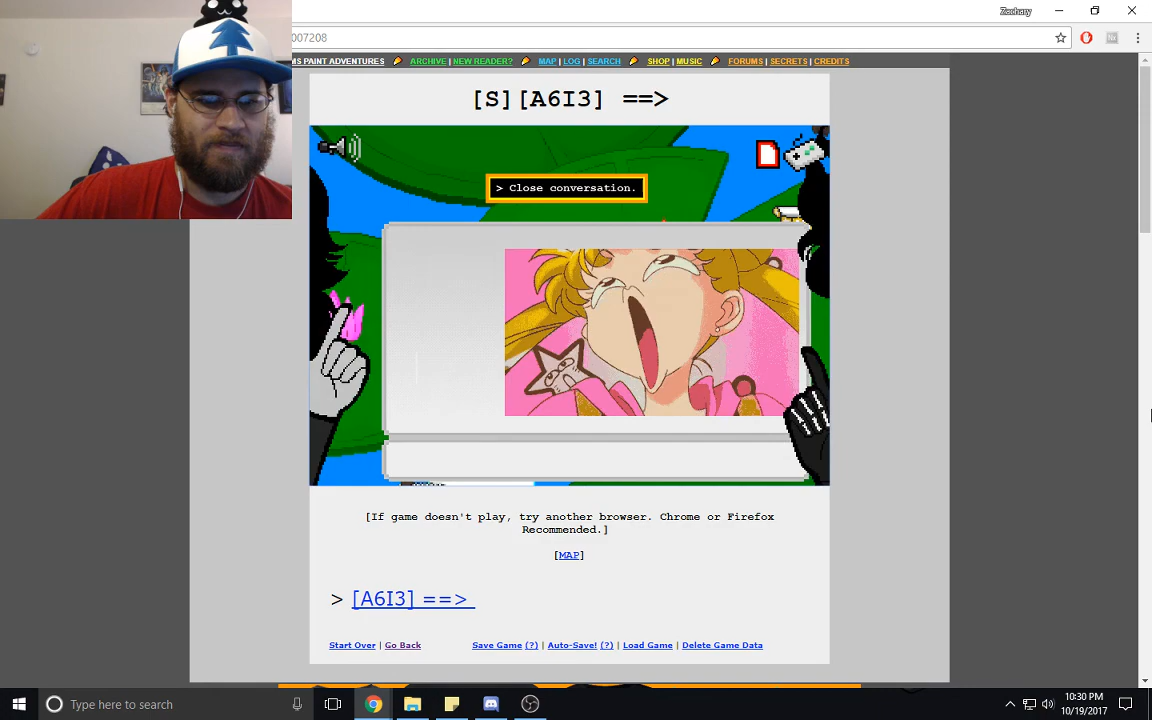 Zachary
007208
MS PAINT ADVENTURES ARCHIVE | NEW READER? MAP | LOG | SEARCH SHOP | MUSIC FORUMS | SECRETS | CREDITS
[S][A6I3] ==>
> Close conversation.
[If game doesn't play, try another browser. Chrome or Firefox
Recommended.]
[MAP]
> [A6I3] ==>
Start Over | Go Back Save Game (?) | Auto-Save! (?) | Load Game | Delete Game Data
Type here to search
10:30 PM
10/19/2017